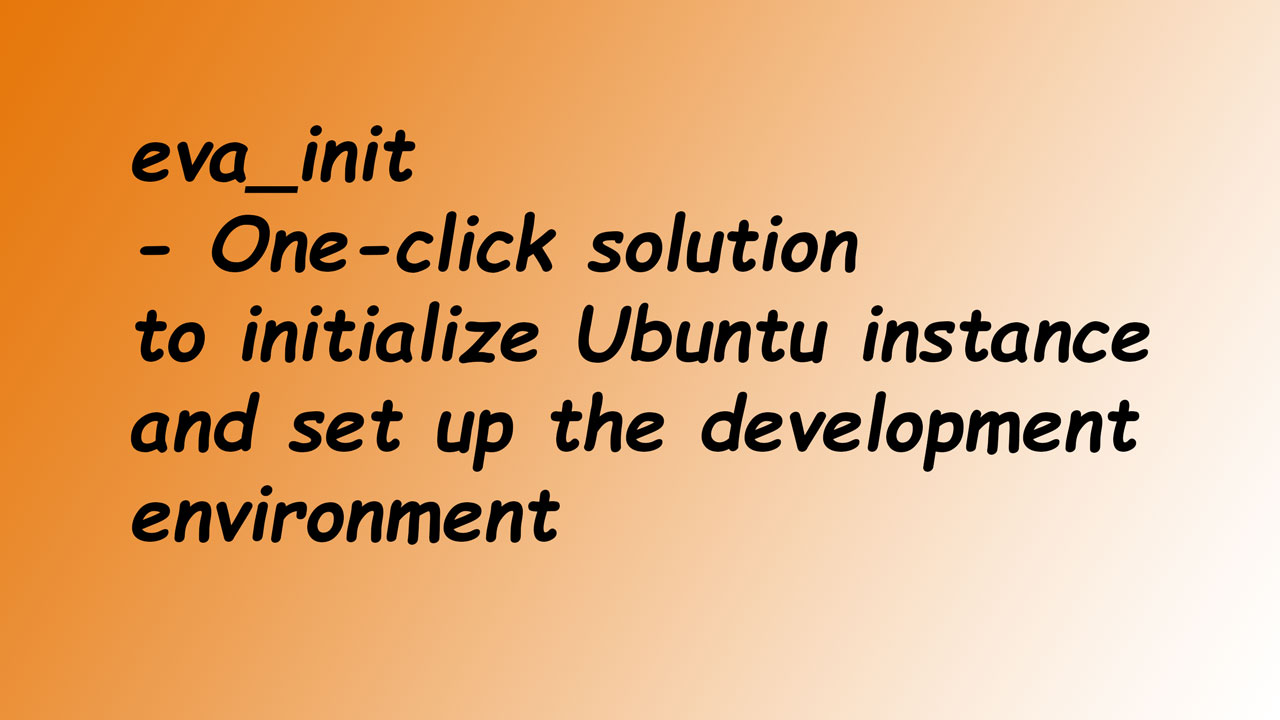 eva_init
- One-click solution
to initialize Ubuntu instance
and set up the development
environment